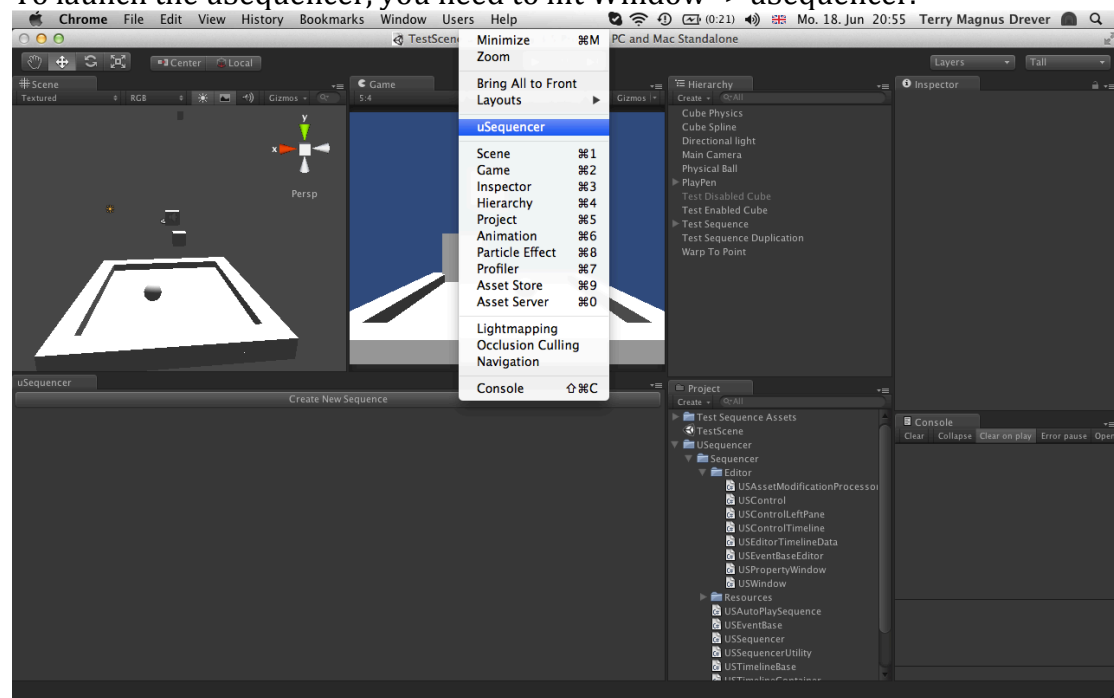 To launch the usequencer, you need to hit Window -> usequencer.
Chrome File Edit View History Bookmarks Window Users Help (0:21) Mo. 18. Jun 20:55 Terry Magnus Drever
TestScen PC and Mac Standalone
Center Local Layers Tall
Scene
Textured RGB Gizmos All
y
x
Persp
Game
5:4 Gizmos
Minimize ⌘M
Zoom
Bring All to Front
Layouts
uSequencer
Scene ⌘1
Game ⌘2
Inspector ⌘3
Hierarchy ⌘4
Project ⌘5
Animation ⌘6
Particle Effect ⌘8
Profiler ⌘7
Asset Store ⌘9
Asset Server ⌘0
Lightmapping
Occlusion Culling
Navigation
Console ⇧⌘C
Hierarchy
Create All
Cube Physics
Cube Spline
Directional light
Main Camera
Physical Ball
PlayPen
Test Disabled Cube
Test Enabled Cube
Test Sequence
Test Sequence Duplication
Warp To Point
Inspector
uSequencer
Create New Sequence
Project
Create All
Test Sequence Assets
TestScene
USequencer
Sequencer
Editor
USAssetModificationProcessor
USControl
USControlLeftPane
USControlTimeline
USEditorTimelineData
USEventBaseEditor
USPropertyWindow
USWindow
Resources
USAutoPlaySequence
USEventBase
USSequencer
USSequencerUtility
USTimelineBase
USTimelineContainer
Console
Clear Collapse Clear on play Error pause Oper